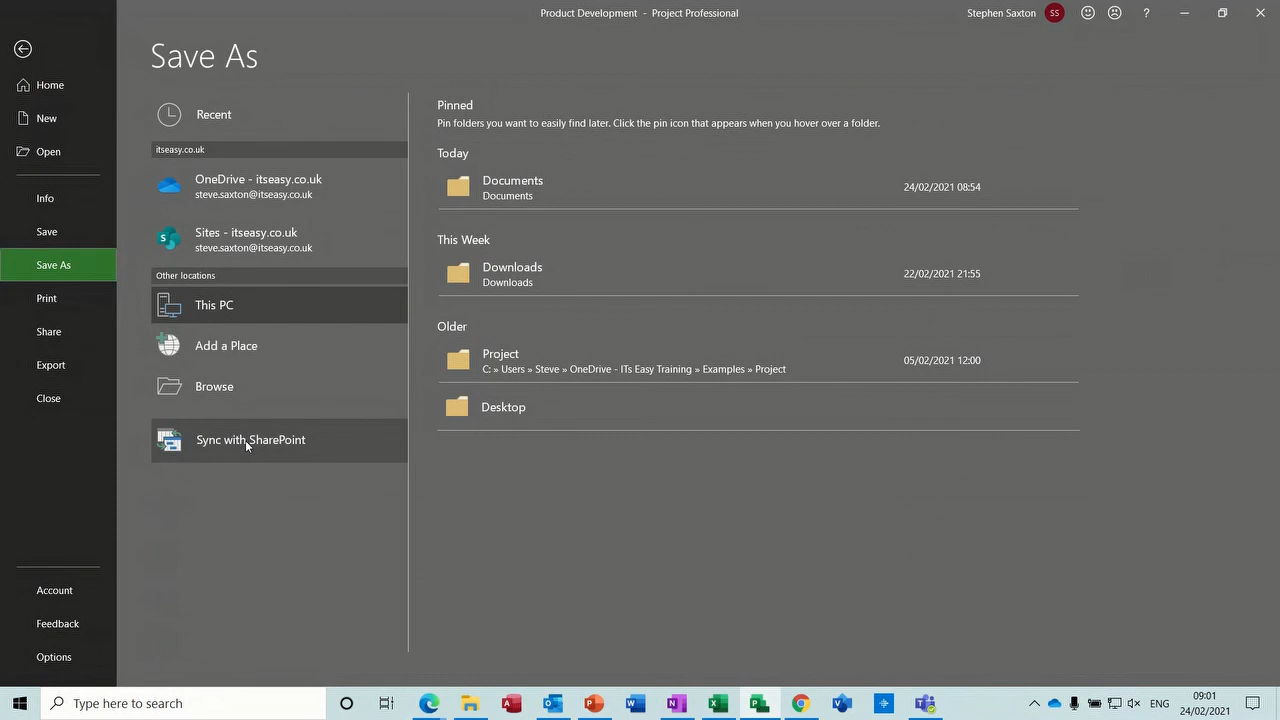 Product Development - Project Professional
Stephen Saxton
SS
?
Save As
Home
New
Open
Info
Save
Save As
Print
Share
Export
Close
Account
Feedback
Options
Recent
itseasy.co.uk
OneDrive - itseasy.co.uk
steve.saxton@itseasy.co.uk
S
Sites - itseasy.co.uk
steve.saxton@itseasy.co.uk
Other locations
This PC
Add a Place
Browse
Sync with SharePoint
Pinned
Pin folders you want to easily find later. Click the pin icon that appears when you hover over a folder.
Today
Documents
Documents
24/02/2021 08:54
This Week
Downloads
Downloads
22/02/2021 21:55
Older
Project
C: » Users » Steve » OneDrive - ITs Easy Training » Examples » Project
05/02/2021 12:00
Desktop
Type here to search
ENG
09:01
24/02/2021